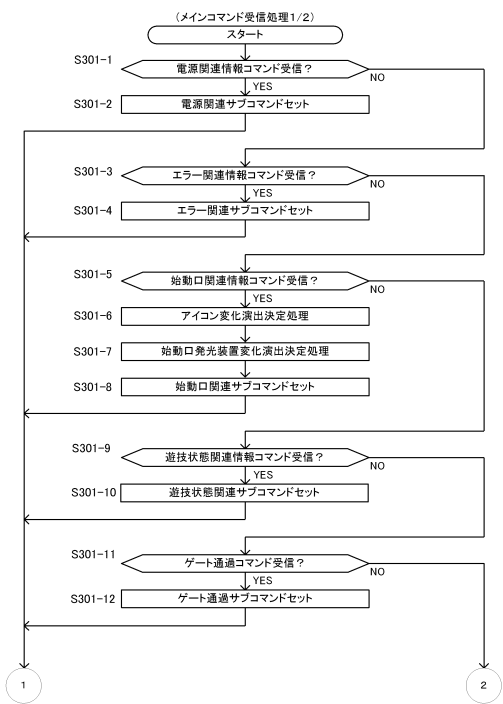 (メインコマンド受信処理1/2)
スタート
S301-1
電源関連情報コマンド受信?
NO
YES
S301-2
電源関連サブコマンドセット
S301-3
エラー関連情報コマンド受信?
NO
YES
S301-4
エラー関連サブコマンドセット
S301-5
始動口関連情報コマンド受信?
NO
YES
S301-6
アイコン変化演出決定処理
S301-7
始動口発光装置変化演出決定処理
S301-8
始動口関連サブコマンドセット
S301-9
遊技状態関連情報コマンド受信?
NO
YES
S301-10
遊技状態関連サブコマンドセット
S301-11
ゲート通過コマンド受信?
NO
YES
S301-12
ゲート通過サブコマンドセット
1
2